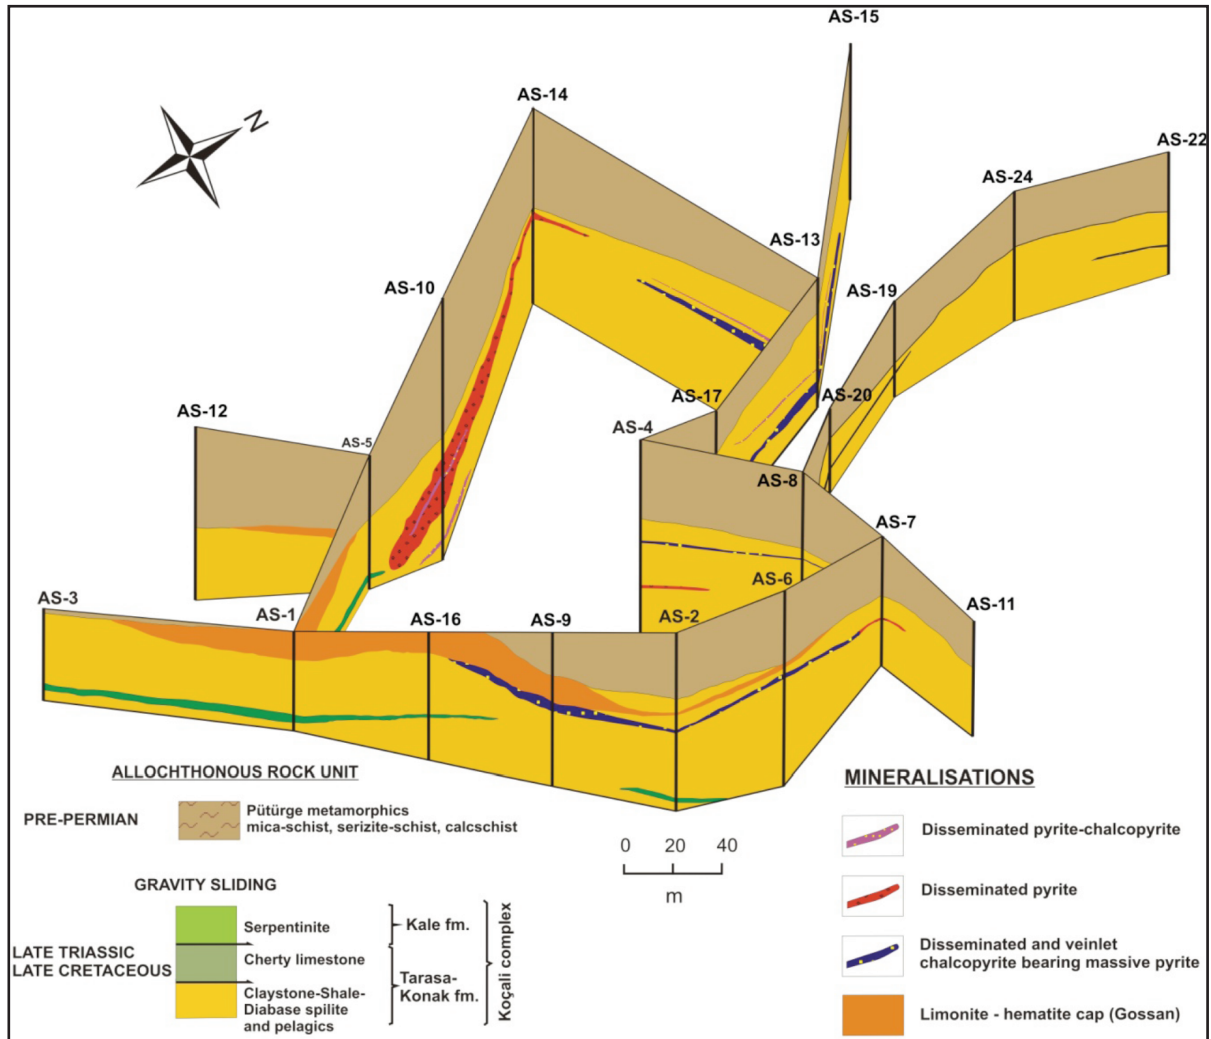 AS-15
N
AS-14
AS-22
AS-24
AS-13
AS-10
AS-19
AS-17
AS-20
AS-12
AS-4
AS-5
AS-8
AS-7
AS-6
AS-3
AS-1
AS-16
AS-9
AS-2
AS-11
ALLOCHTHONOUS ROCK UNIT
PRE-PERMIAN
Pütürge metamorphics
mica-schist, serizite-schist, calcschist
GRAVITY SLIDING
LATE TRIASSIC
LATE CRETACEOUS
Serpentinite
Cherty limestone
Claystone-Shale-
Diabase spilite
and pelagics
Kale fm.
Tarasa-
Konak fm.
Koçali complex
0 20 40
m
MINERALISATIONS
Disseminated pyrite-chalcopyrite
Disseminated pyrite
Disseminated and veinlet
chalcopyrite bearing massive pyrite
Limonite - hematite cap (Gossan)